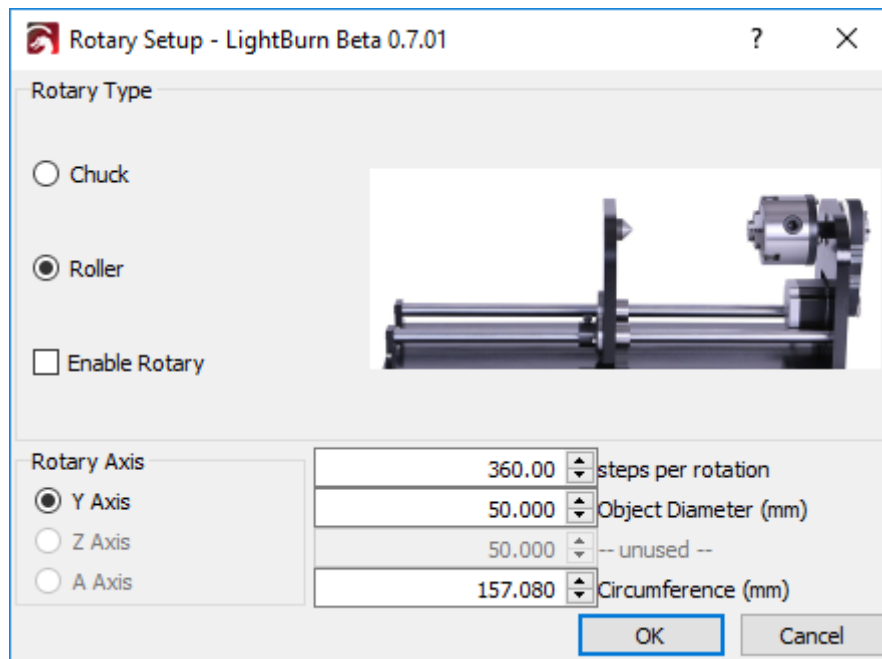 Rotary Setup - LightBurn Beta 0.7.01
Rotary Type
Chuck
Roller
Enable Rotary
Rotary Axis
Y Axis
Z Axis
A Axis
360.00 steps per rotation
50.000 Object Diameter (mm)
50.000 -- unused --
157.080 Circumference (mm)
OK Cancel